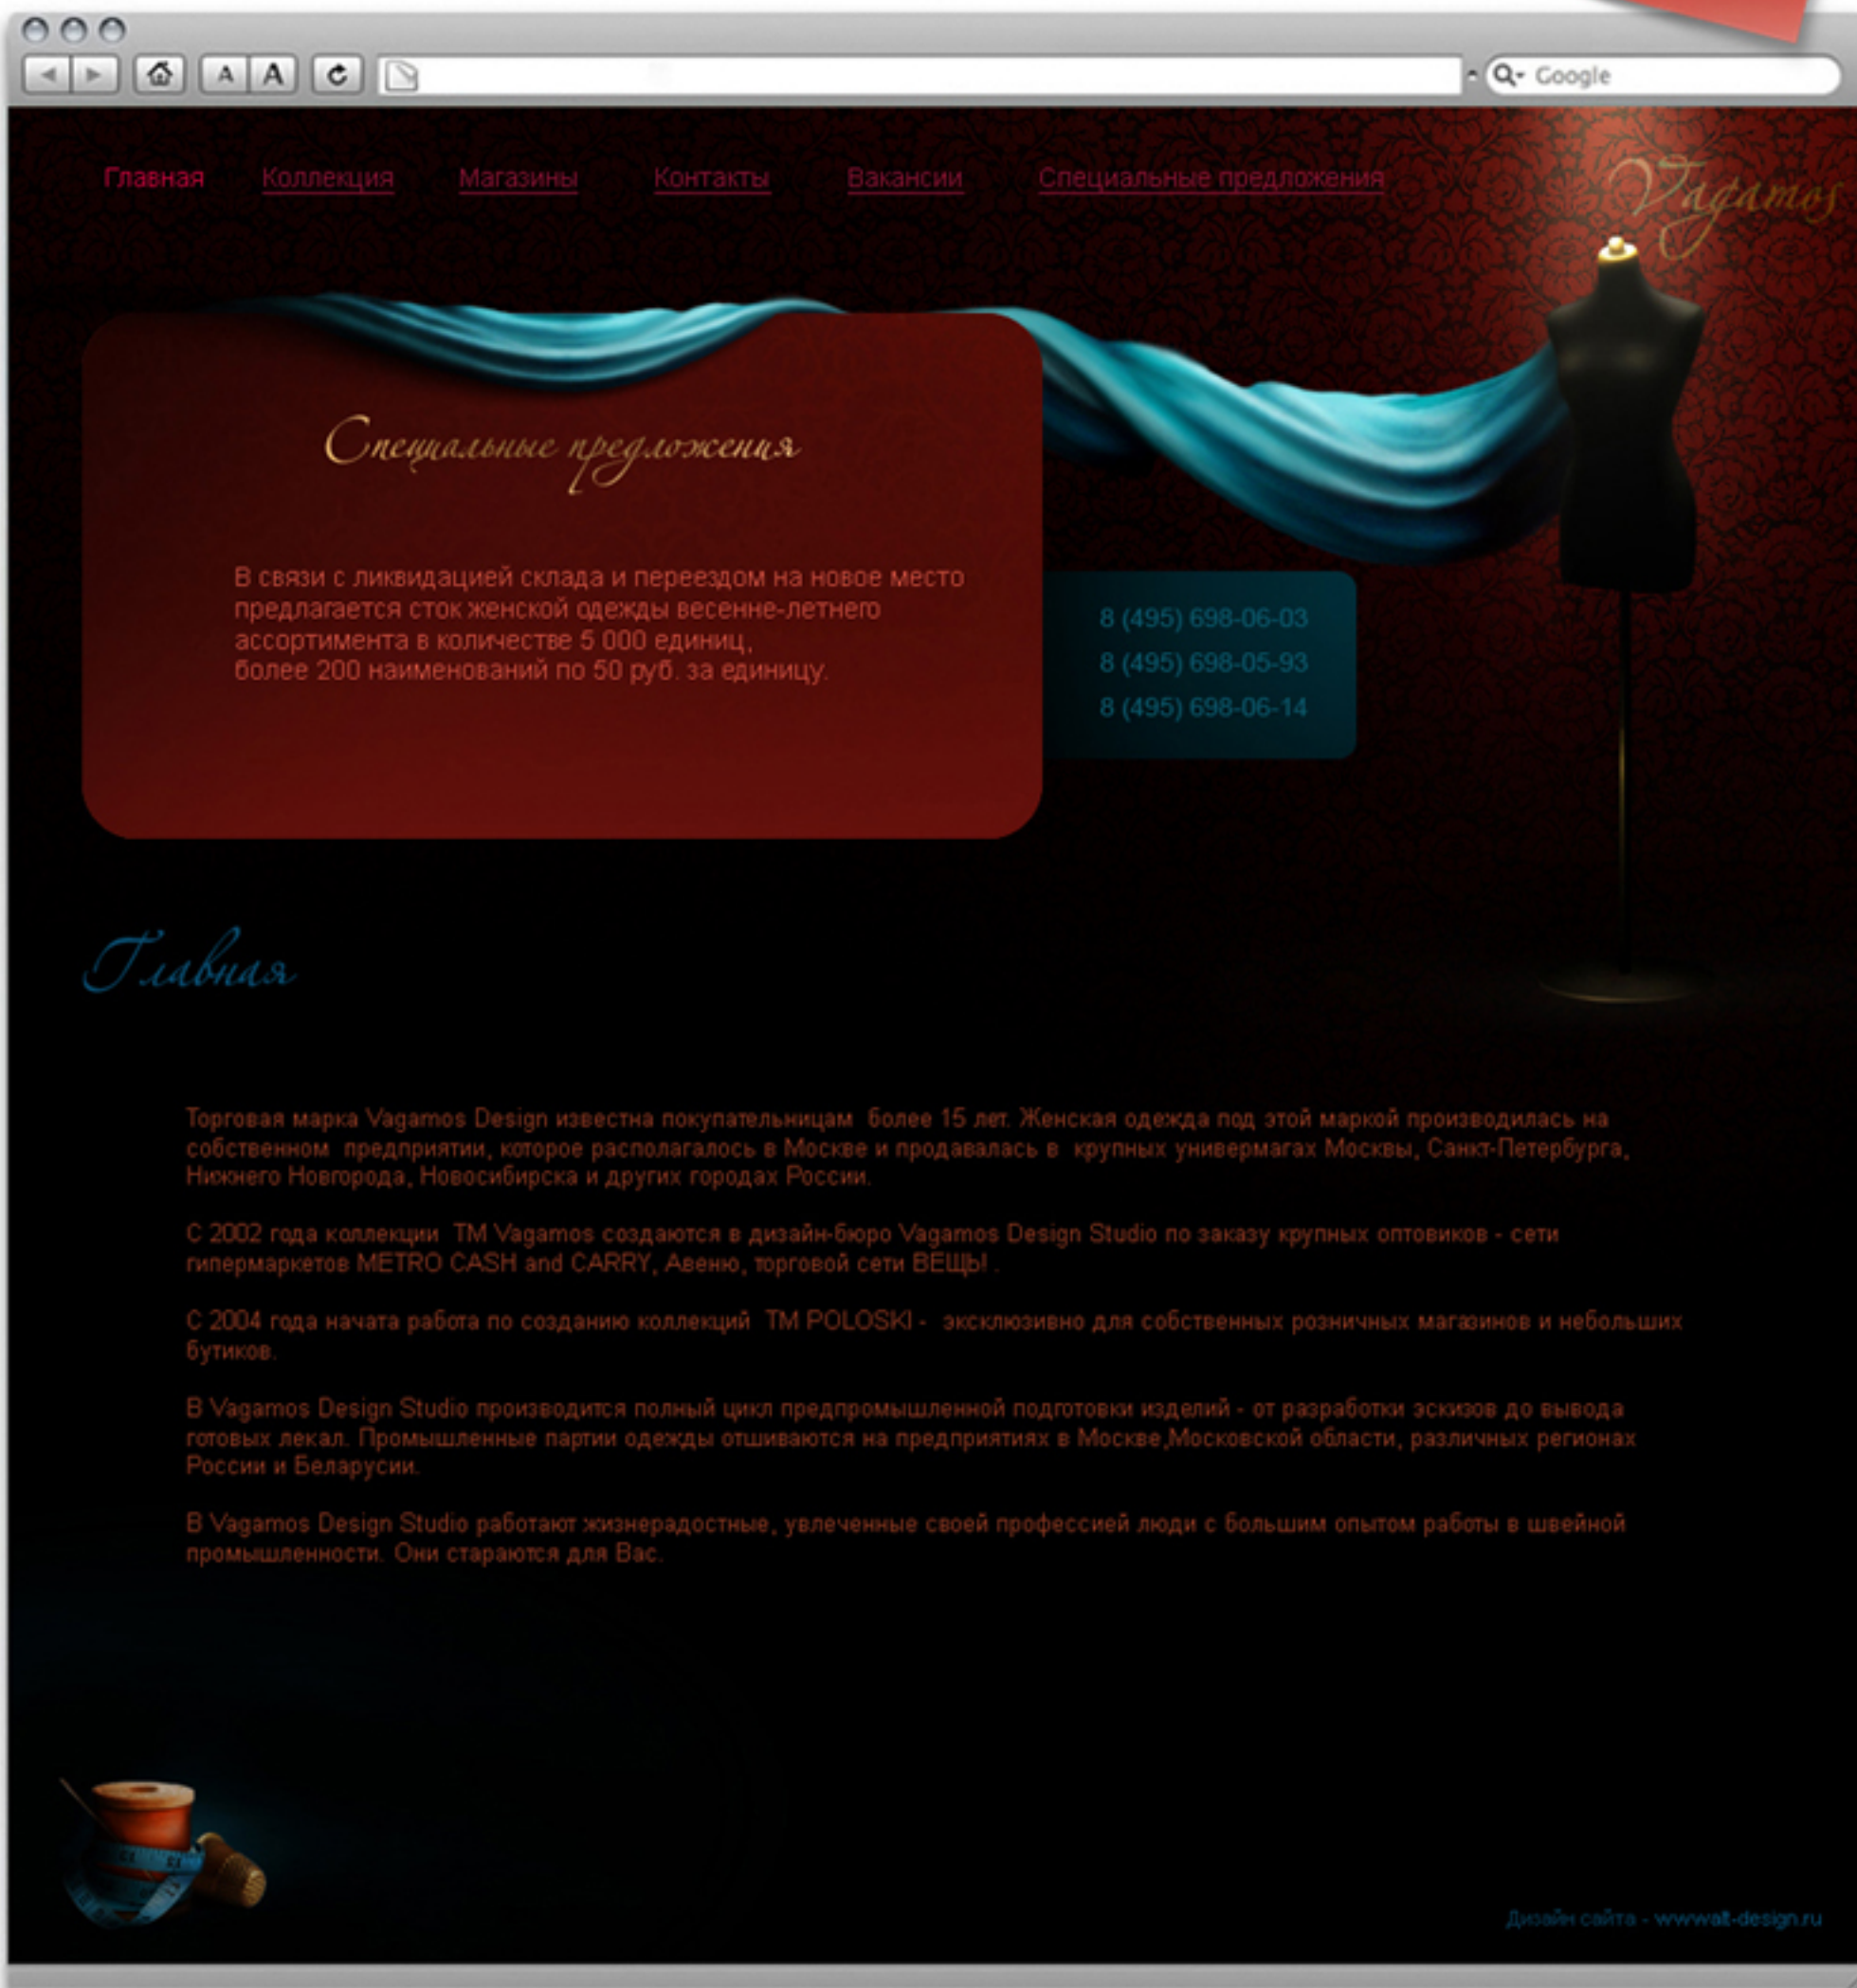 A A
Google
Главная Коллекция Магазины Контакты Вакансии Специальные предложения
Vagamos
Специальные предложения
В связи с ликвидацией склада и переездом на новое место
предлагается сток женской одежды весенне-летнего
ассортимента в количестве 5 000 единиц,
более 200 наименований по 50 руб. за единицу.
8 (495) 698-06-03
8 (495) 698-05-93
8 (495) 698-06-14
Главная
Торговая марка Vagamos Design известна покупательницам более 15 лет. Женская одежда под этой маркой производилась на
собственном предприятии, которое располагалось в Москве и продавалась в крупных универмагах Москвы, Санкт-Петербурга,
Нижнего Новгорода, Новосибирска и других городах России.
С 2002 года коллекции ТМ Vagamos создаются в дизайн-бюро Vagamos Design Studio по заказу крупных оптовиков - сети
гипермаркетов METRO CASH and CARRY, Авеню, торговой сети ВЕЩЬ! .
С 2004 года начата работа по созданию коллекций ТМ POLOSKI - эксклюзивно для собственных розничных магазинов и небольших
бутиков.
В Vagamos Design Studio производится полный цикл предпромышленной подготовки изделий - от разработки эскизов до вывода
готовых лекал. Промышленные партии одежды отшиваются на предприятиях в Москве,Московской области, различных регионах
России и Беларусии.
В Vagamos Design Studio работают жизнерадостные, увлеченные своей профессией люди с большим опытом работы в швейной
промышленности. Они стараются для Вас.
Дизайн сайта - www.alt-design.ru